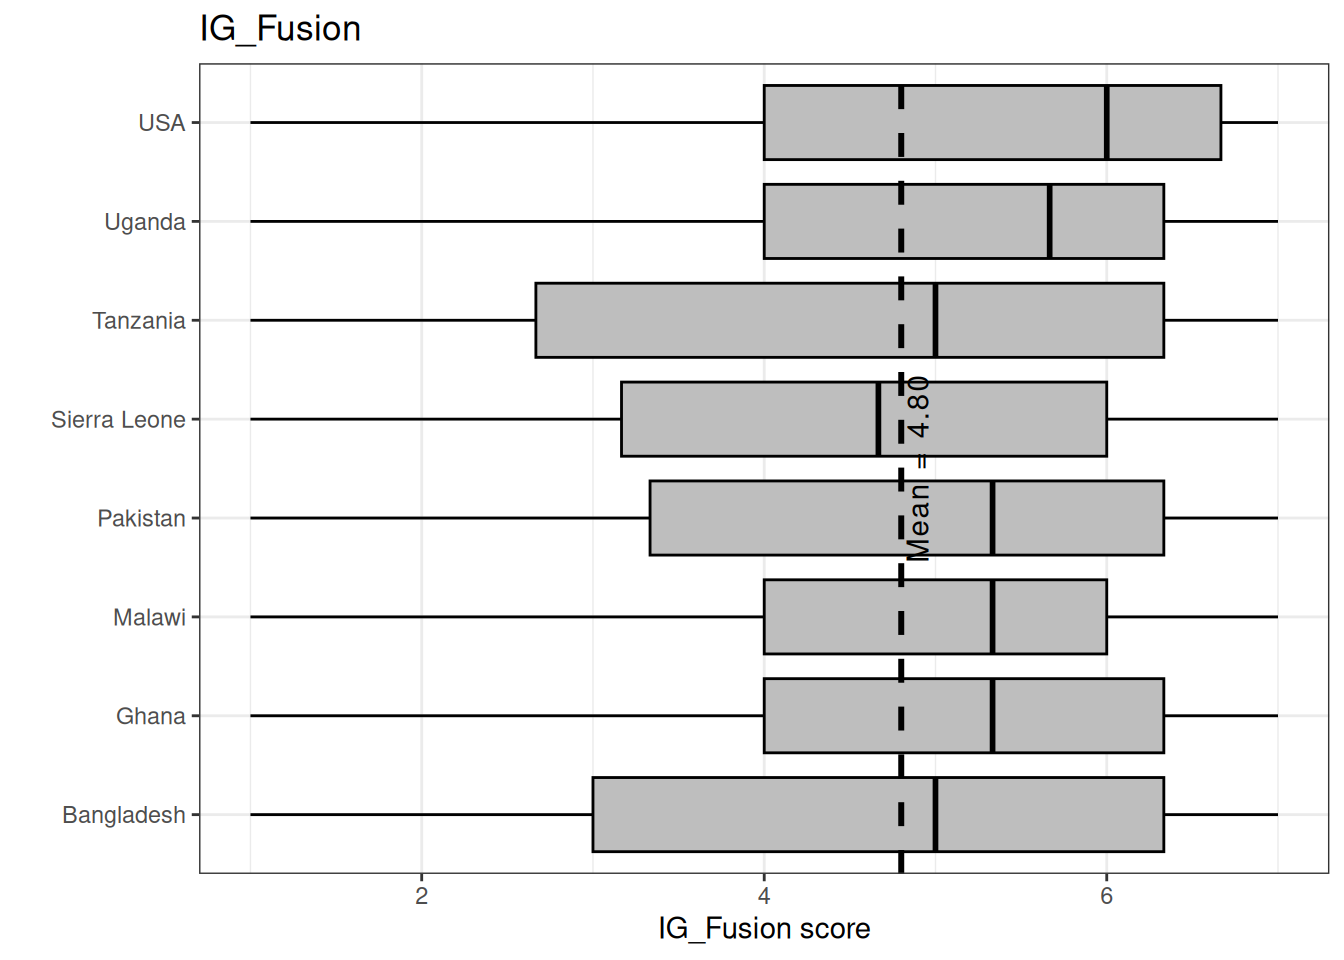 IG_Fusion
USA
Uganda
Tanzania
Sierra Leone
Pakistan
Malawi
Ghana
Bangladesh
Mean = 4.80
2 4 6
IG_Fusion score